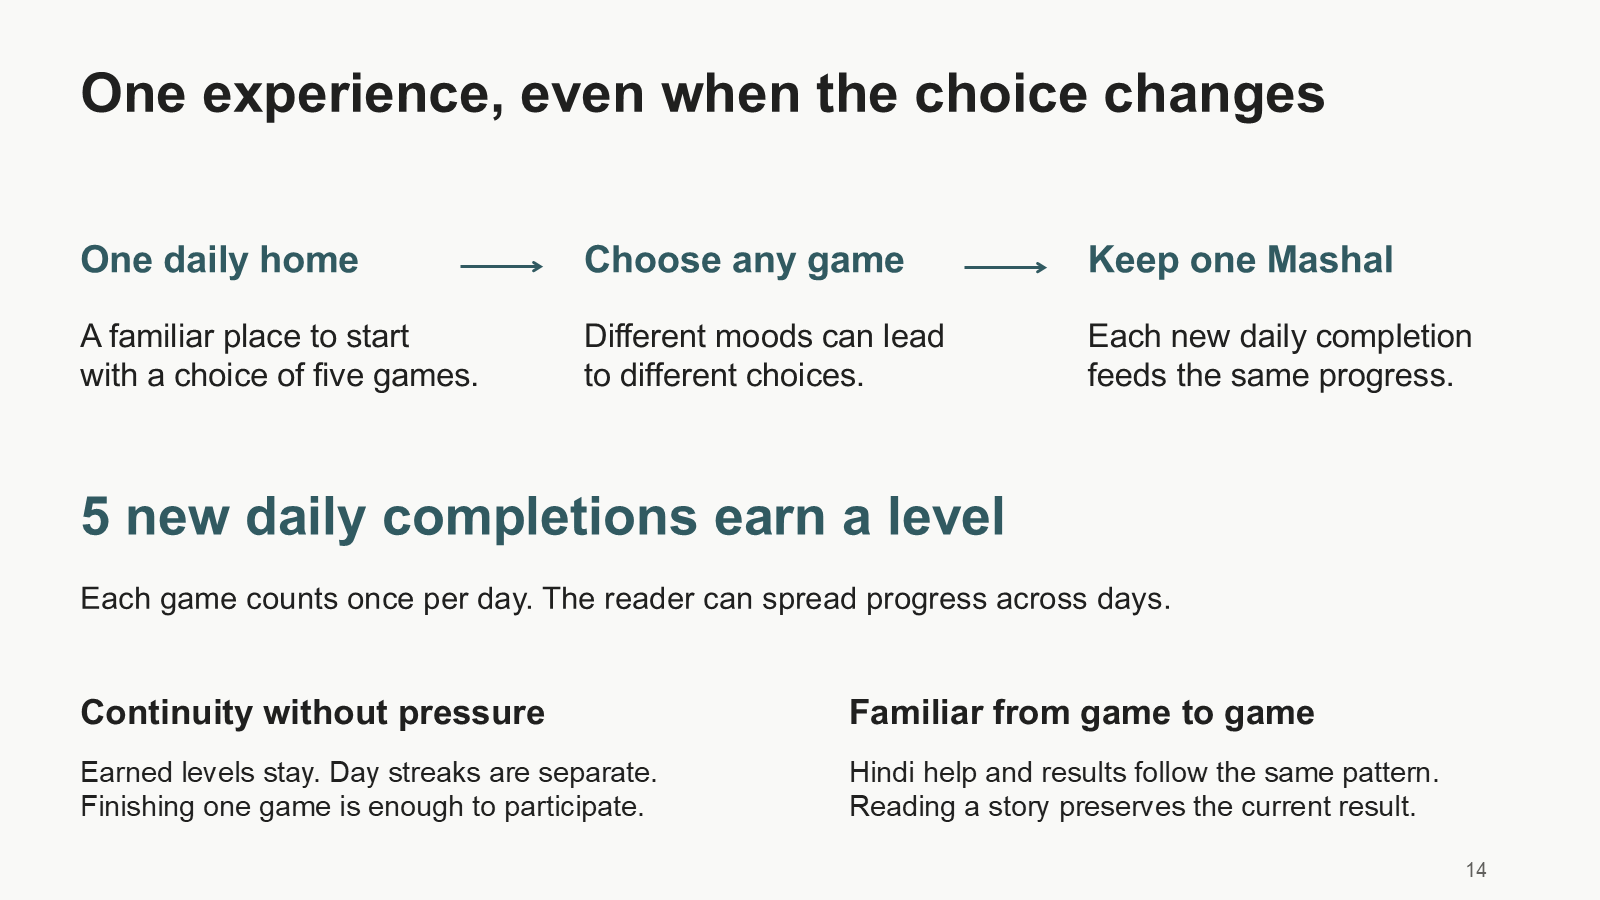 One experience, even when the choice changes
One daily home
Choose any game
Keep one Mashal
A familiar place to start
with a choice of five games.
Different moods can lead
to different choices.
Each new daily completion
feeds the same progress.
5 new daily completions earn a level
Each game counts once per day. The reader can spread progress across days.
Continuity without pressure
Earned levels stay. Day streaks are separate.
Finishing one game is enough to participate.
Familiar from game to game
Hindi help and results follow the same pattern.
Reading a story preserves the current result.
14